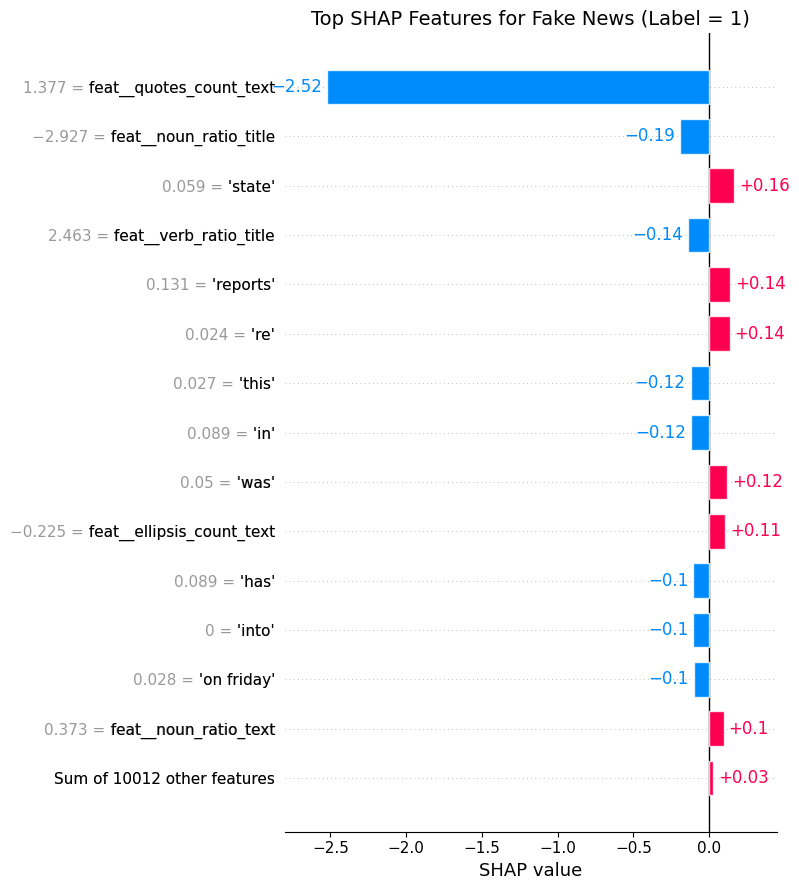 Top SHAP Features for Fake News (Label = 1)
1.377 = feat__quotes_count_text −2.52
−2.927 = feat__noun_ratio_title −0.19
0.059 = 'state' +0.16
2.463 = feat__verb_ratio_title −0.14
0.131 = 'reports' +0.14
0.024 = 're' +0.14
0.027 = 'this' −0.12
0.089 = 'in' −0.12
0.05 = 'was' +0.12
−0.225 = feat__ellipsis_count_text +0.11
0.089 = 'has' −0.1
0 = 'into' −0.1
0.028 = 'on friday' −0.1
0.373 = feat__noun_ratio_text +0.1
Sum of 10012 other features +0.03
−2.5 −2.0 −1.5 −1.0 −0.5 0.0
SHAP value